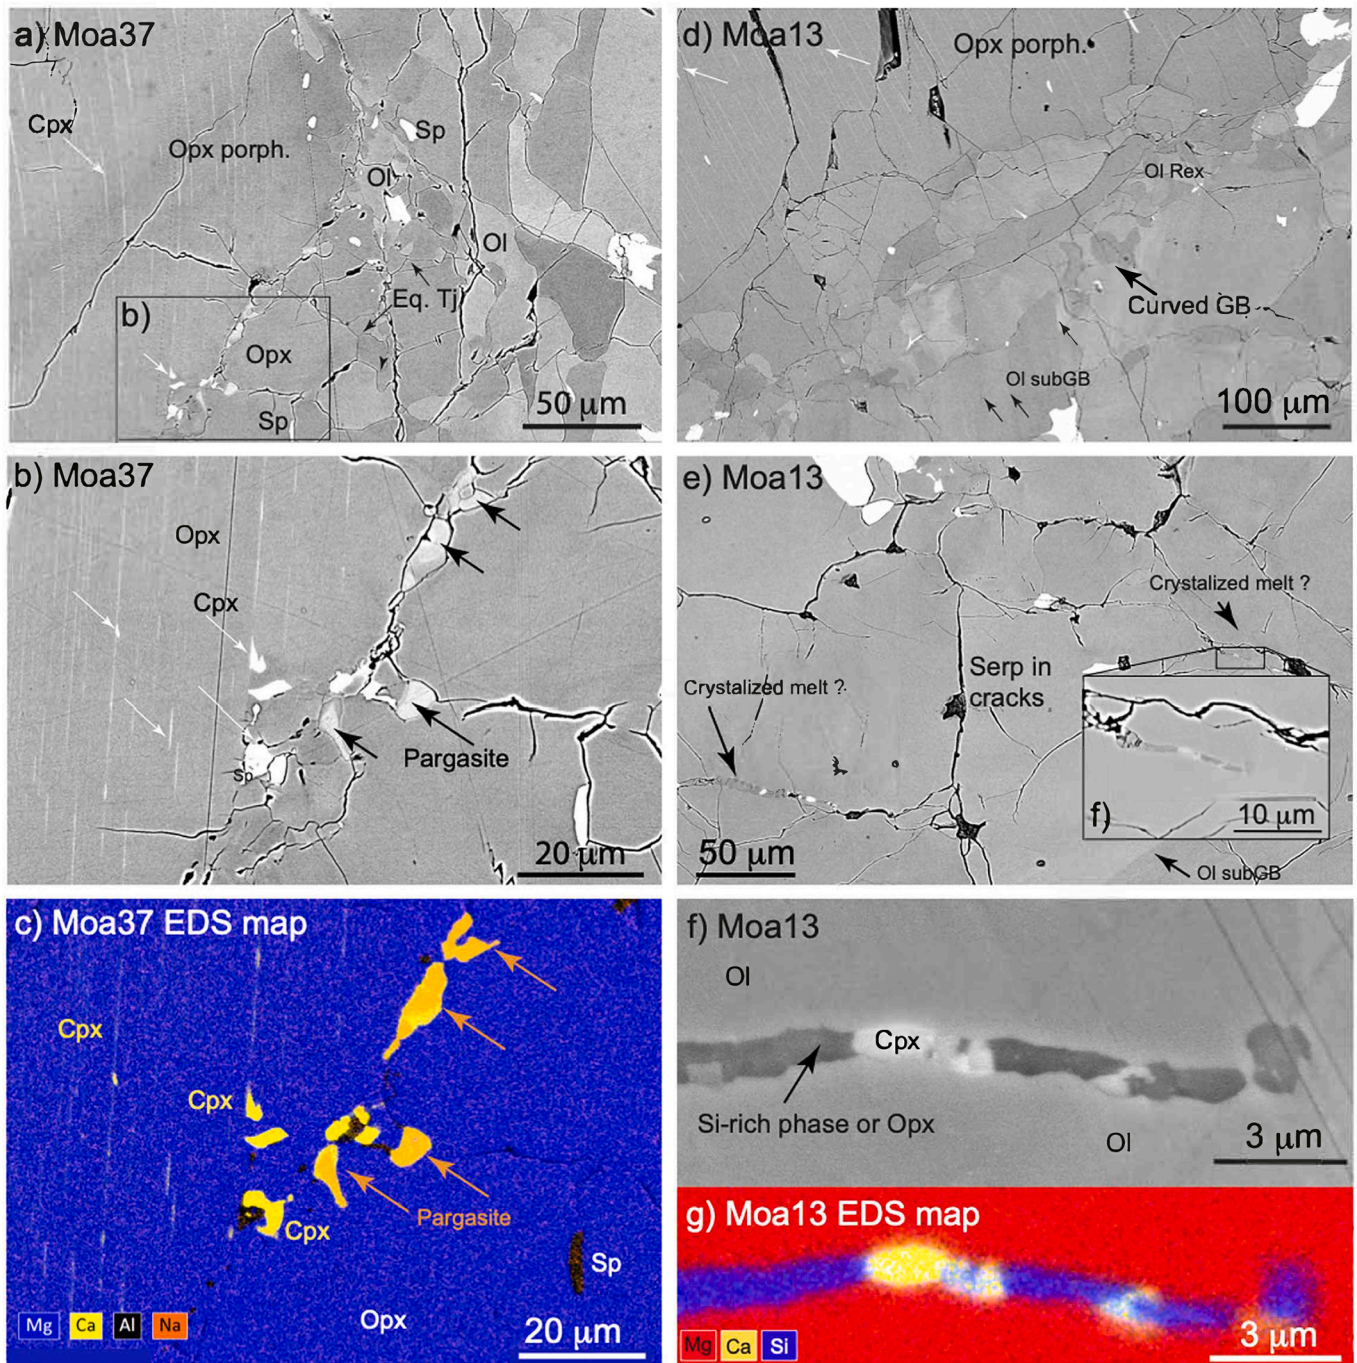 a) Moa37
Cpx
Opx porph.
Sp
Ol
Ol
Eq. Tj
b)
Opx
Sp
50 µm
b) Moa37
Opx
Cpx
Pargasite
Sp
20 µm
c) Moa37 EDS map
Cpx
Cpx
Cpx
Pargasite
Sp
Opx
Mg Ca Al Na
20 µm
d) Moa13
Opx porph.
Ol Rex
Curved GB
Ol subGB
100 µm
e) Moa13
Crystalized melt ?
Serp in
cracks
Crystalized melt ?
f)
10 µm
50 µm
Ol subGB
f) Moa13
Ol
Cpx
Si-rich phase or Opx
Ol
3 µm
g) Moa13 EDS map
Mg Ca Si
3 µm